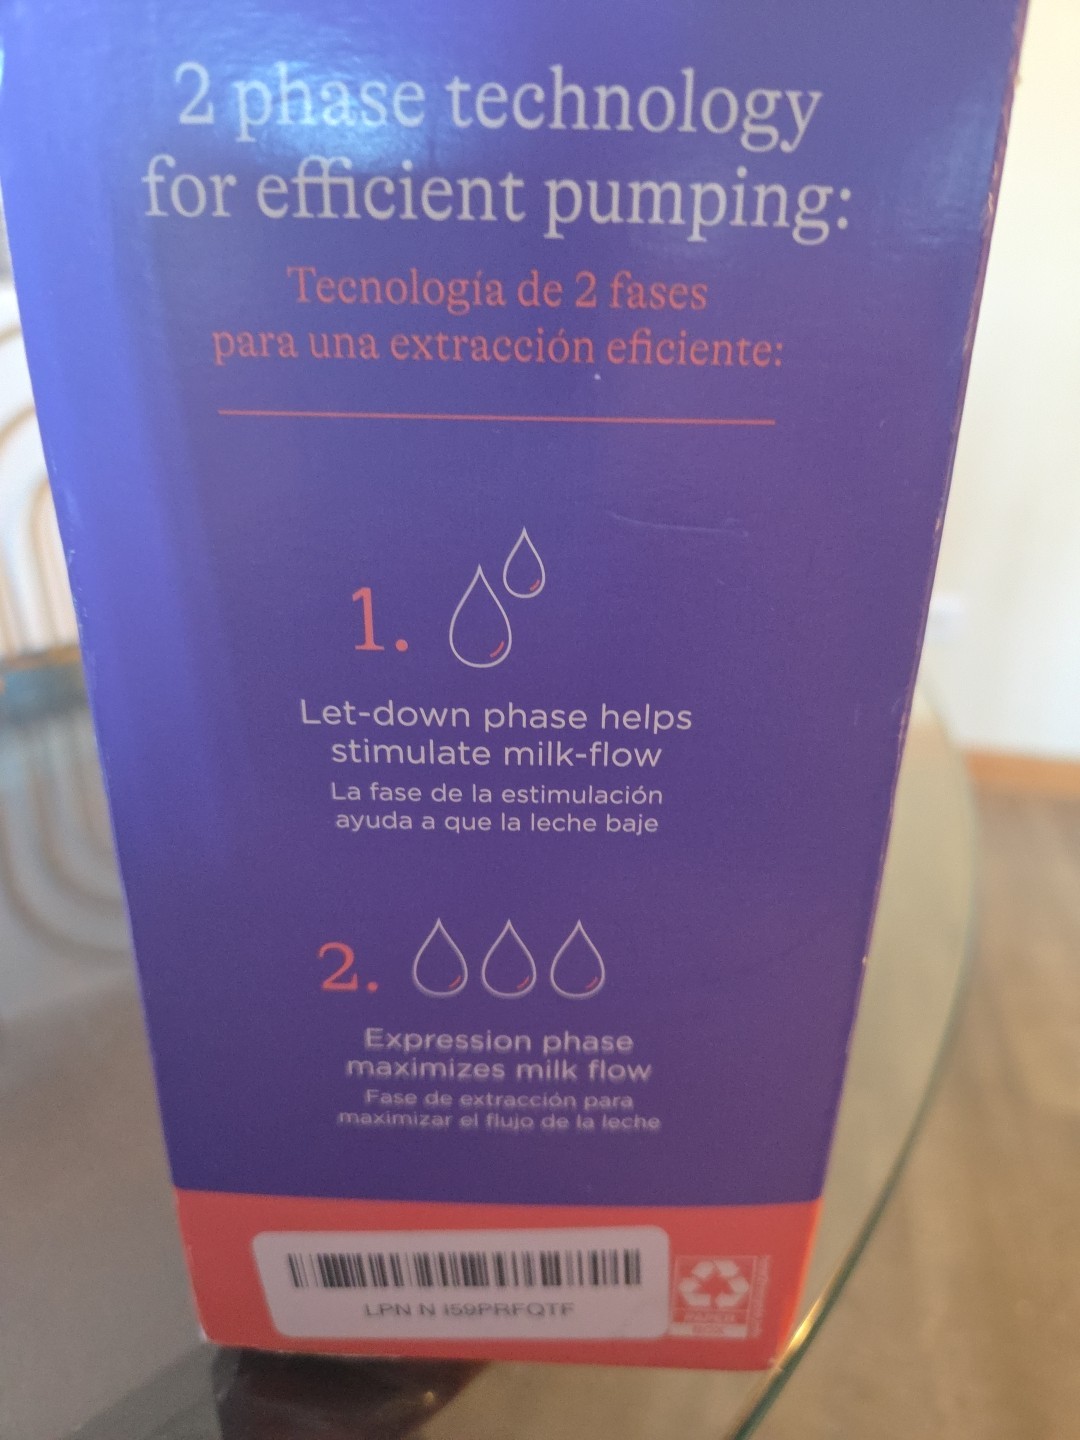 2 phase technology
for efficient pumping:
Tecnología de 2 fases
para una extracción eficiente:
1.
Let-down phase helps
stimulate milk-flow
La fase de la estimulación
ayuda a que la leche baje
2.
Expression phase
maximizes milk flow
Fase de extracción para
maximizar el flujo de la leche
LPN N I59PRFQTF